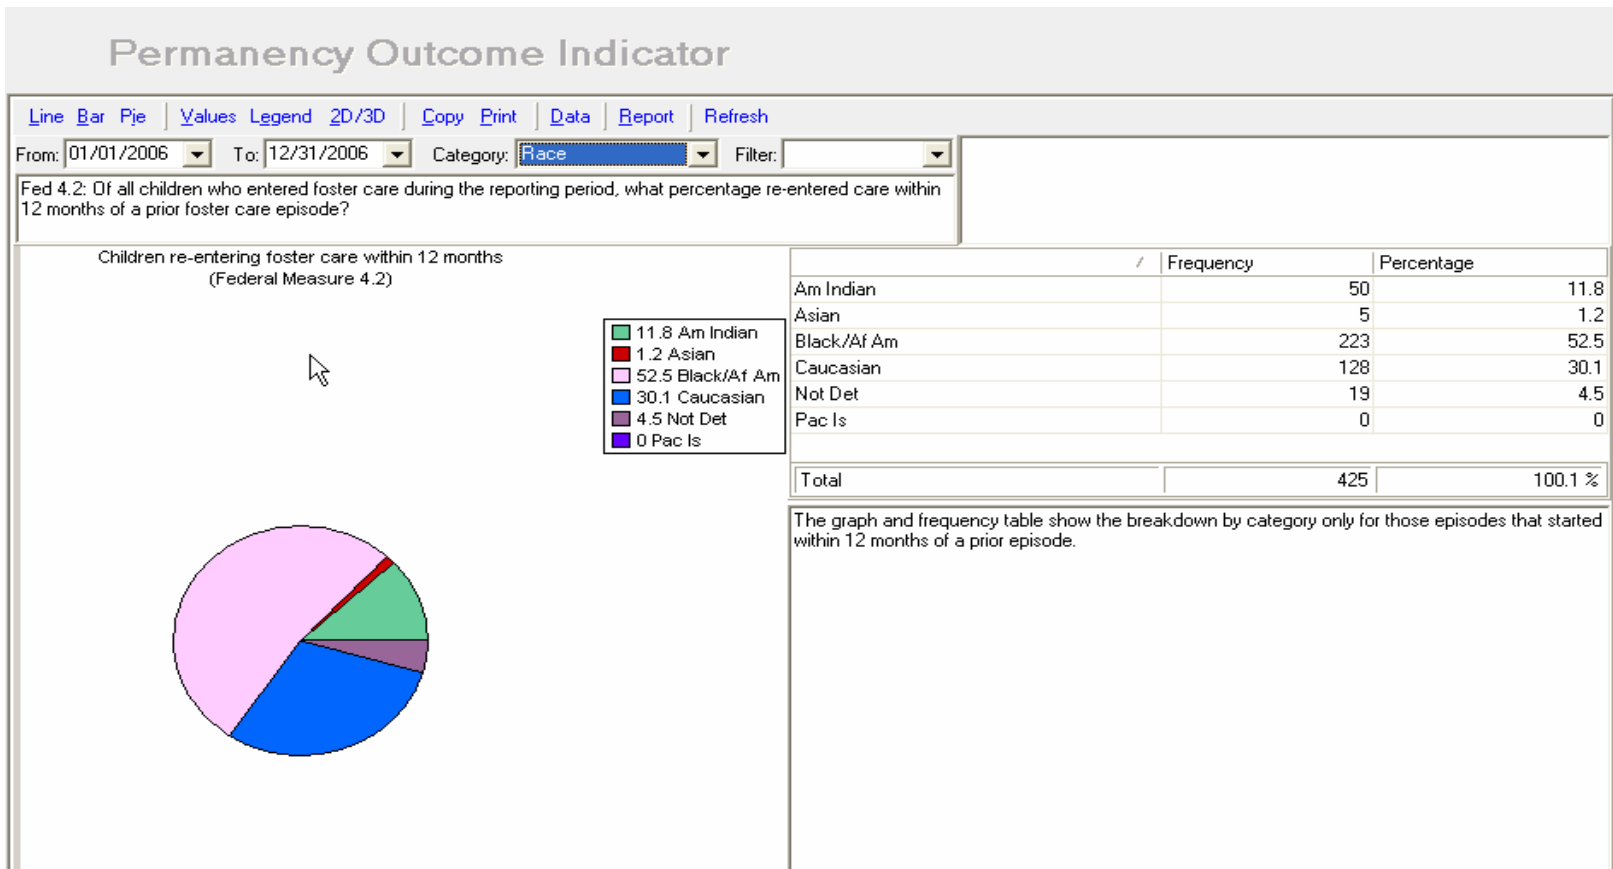 Permanency Outcome Indicator
Line Bar Pie Values Legend 2D/3D Copy Print Data Report Refresh
From: 01/01/2006 To: 12/31/2006 Category: Race Filter:
Fed 4.2: Of all children who entered foster care during the reporting period, what percentage re-entered care within
12 months of a prior foster care episode?
Children re-entering foster care within 12 months
(Federal Measure 4.2)
11.8 Am Indian
1.2 Asian
52.5 Black/Af Am
30.1 Caucasian
4.5 Not Det
0 Pac Is
Frequency Percentage
Am Indian 50 11.8
Asian 5 1.2
Black/Af Am 223 52.5
Caucasian 128 30.1
Not Det 19 4.5
Pac Is 0 0
Total 425 100.1 %
The graph and frequency table show the breakdown by category only for those episodes that started
within 12 months of a prior episode.